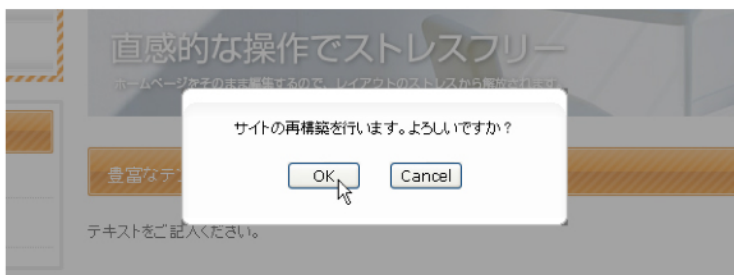 直感的な操作でストレスフリー
ホームページをそのまま編集するので、レイアウトのストレスから解放されます。
サイトの再構築を行います。よろしいですか？
OK
Cancel
豊富なテ
テキストをご記入ください。